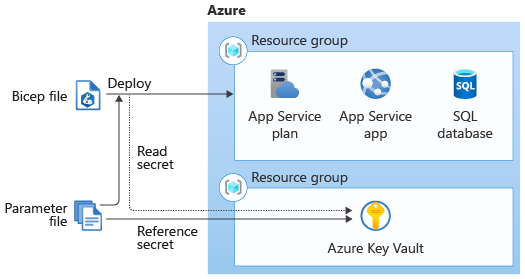 Azure
Resource group
Deploy
Bicep file
App Service
plan
App Service
app
SQL
SQL
database
Read
secret
Resource group
Parameter
file
Reference
secret
Azure Key Vault